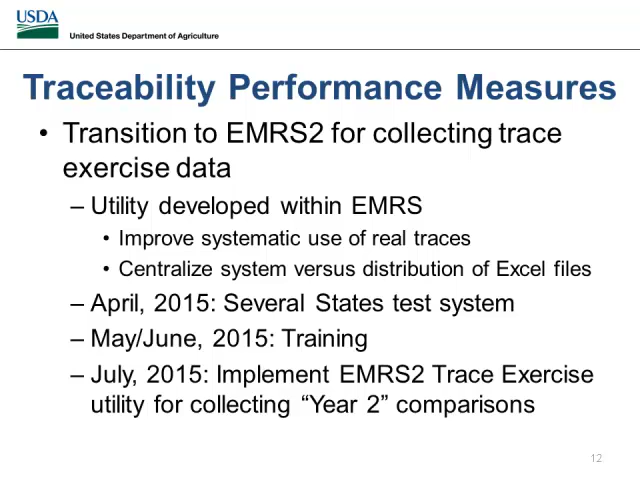 USDA
United States Department of Agriculture
Traceability Performance Measures
• Transition to EMRS2 for collecting trace
exercise data
– Utility developed within EMRS
• Improve systematic use of real traces
• Centralize system versus distribution of Excel files
– April, 2015: Several States test system
– May/June, 2015: Training
– July, 2015: Implement EMRS2 Trace Exercise
utility for collecting “Year 2” comparisons
12